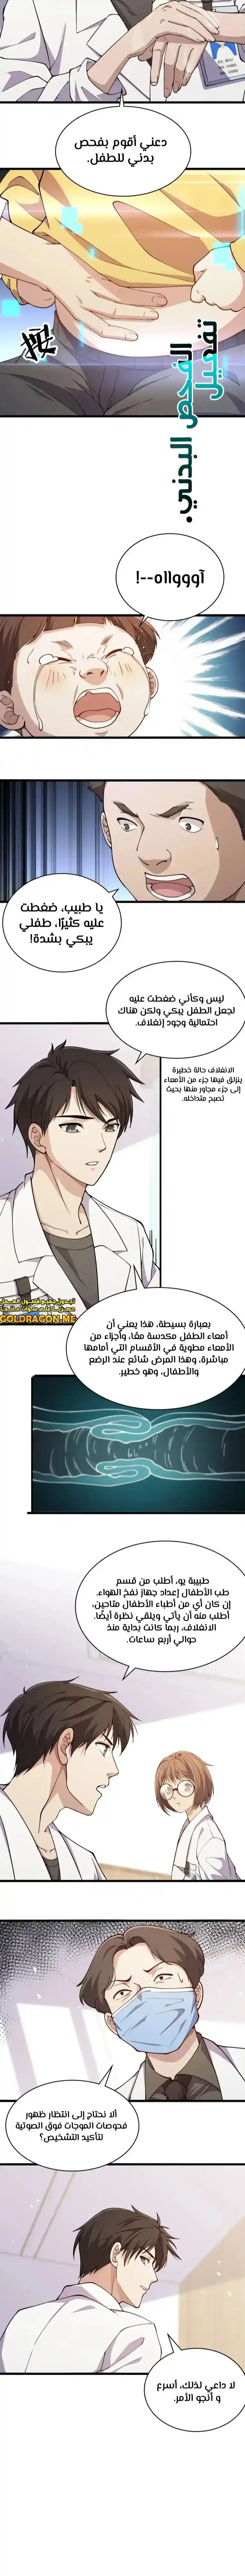 دعني أقوم بفحص
بدني للطفل.
按
تفعيل
الفحص البدني.
آوووااه--!
يا طبيب، ضغطت
عليه كثيرًا، طفلي
يبكي بشدة!
ليس وكأني ضغطت عليه
لجعل الطفل يبكي ولكن هناك
احتمالية وجود إنغلاف.
الانغلاف حالة خطيرة
ينزلق فيها جزء من الأمعاء
إلى جزء مجاور منها بحيث
تصبح متداخله.
GOLDRAGON.ME
بعبارة بسيطة، هذا يعني أن
أمعاء الطفل مكدسة معًا، وأجزاء من
الأمعاء مطوية في الأقسام التي أمامها
مباشرة، وهذا المرض شائع عند الرضع
والأطفال، وهو خطير.
طبيبة يو، أطلب من قسم
طب الأطفال إعداد جهاز نفخ الهواء.
إن كان أي من أطباء الأطفال متاحين،
أطلب منه أن يأتي ويلقي نظرة أيضًا.
الانغلاف، ربما كانت بداية منذ
حوالي أربع ساعات.
ألا نحتاج إلى انتظار ظهور
فحوصات الموجات فوق الصوتية
لتأكيد التشخيص؟
لا داعي لذلك، أسرع
و أنجو الأمر.